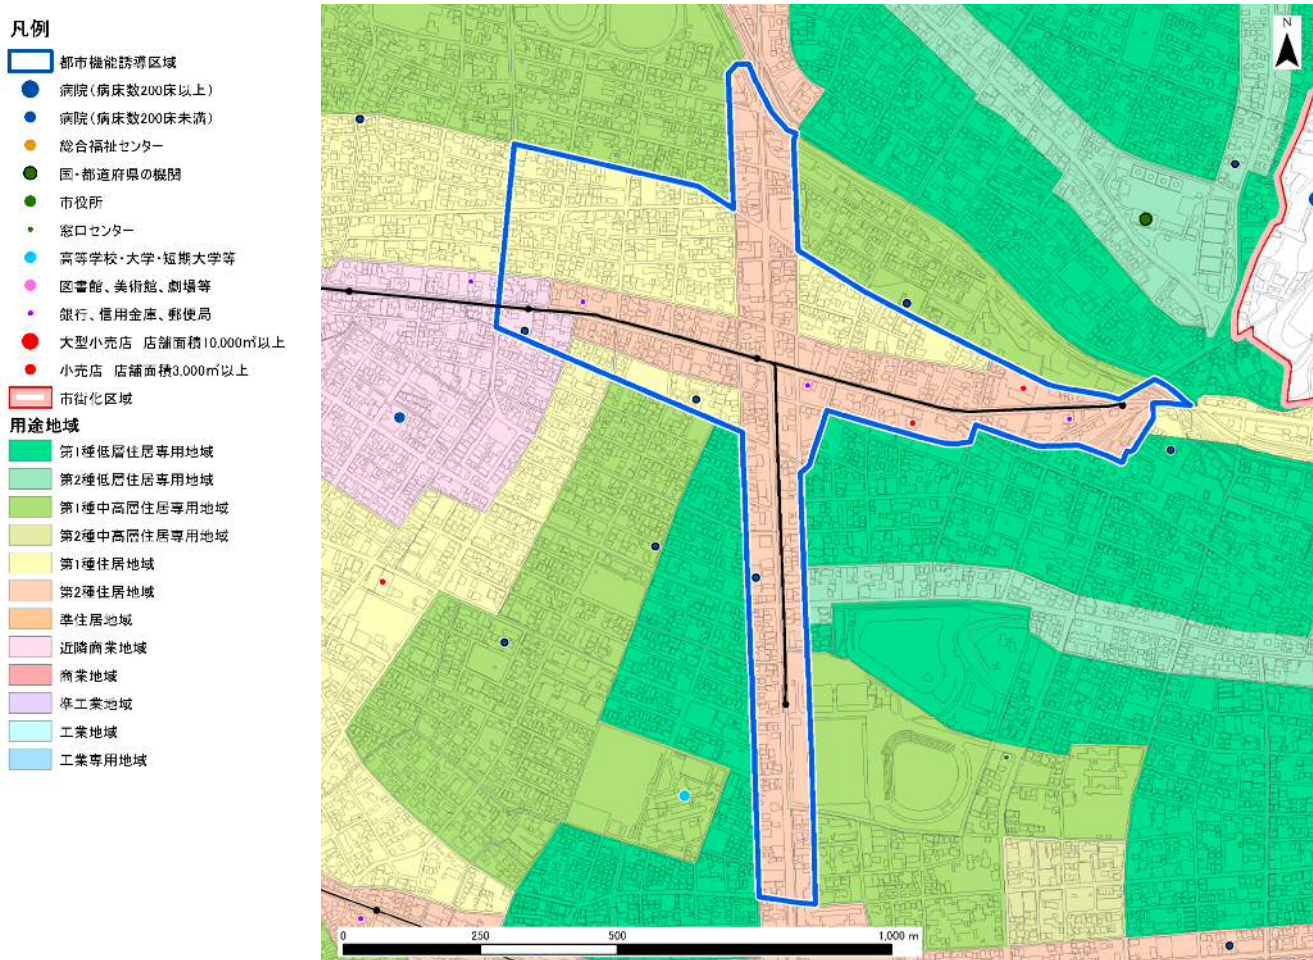 凡例
都市機能誘導区域
病院(病床数200床以上)
病院(病床数200床未満)
総合福祉センター
国・都道府県の機関
市役所
窓口センター
高等学校・大学・短期大学等
図書館、美術館、劇場等
銀行、信用金庫、郵便局
大型小売店 店舗面積10,000㎡以上
小売店 店舗面積3,000㎡以上
市街化区域
用途地域
第1種低層住居専用地域
第2種低層住居専用地域
第1種中高層住居専用地域
第2種中高層住居専用地域
第1種住居地域
第2種住居地域
準住居地域
近隣商業地域
商業地域
準工業地域
工業地域
工業専用地域
N
0 250 500 1,000 m